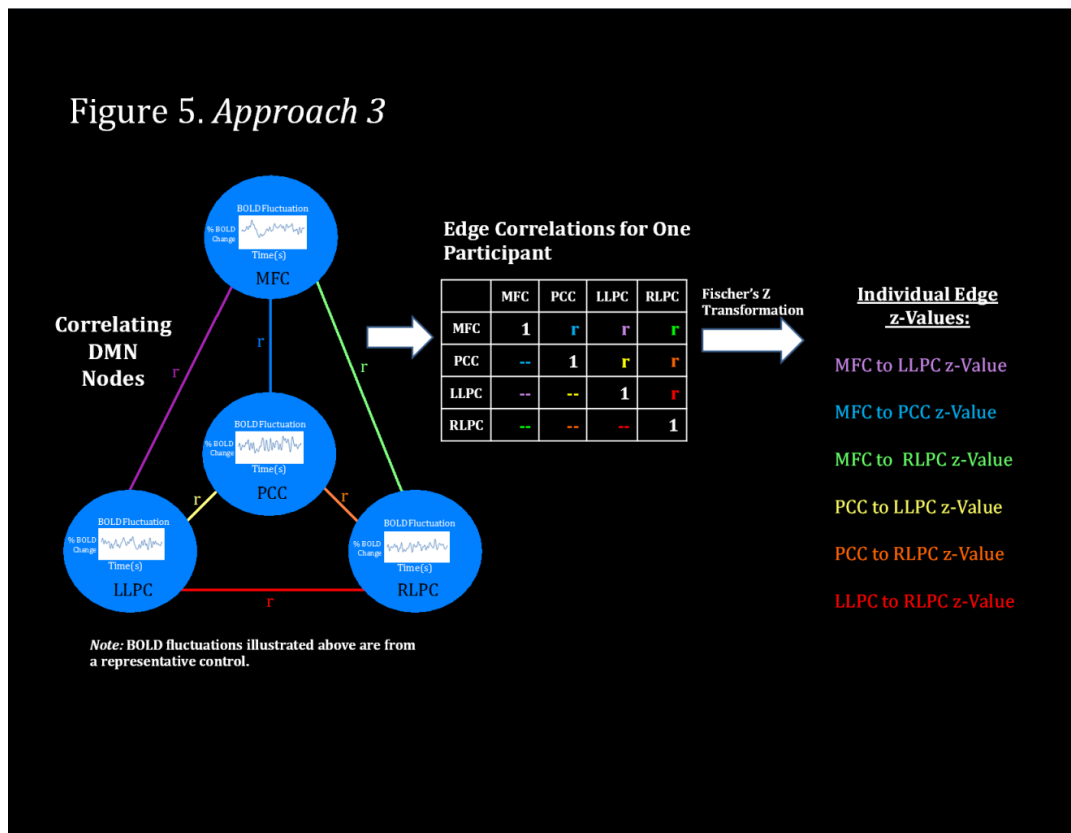 Figure 5. Approach 3
BOLD Fluctuation
% BOLD
Change
Time(s)
MFC
Correlating
DMN
Nodes
r
r
r
BOLD Fluctuation
% BOLD
Change
Time(s)
PCC
r
r
BOLD Fluctuation
% BOLD
Change
Time(s)
LLPC
BOLD Fluctuation
% BOLD
Change
Time(s)
RLPC
r
Note: BOLD fluctuations illustrated above are from
a representative control.
Edge Correlations for One
Participant
MFC PCC LLPC RLPC
MFC 1 r r r
PCC -- 1 r r
LLPC -- -- 1 r
RLPC -- -- -- 1
Fischer's Z
Transformation
Individual Edge
z-Values:
MFC to LLPC z-Value
MFC to PCC z-Value
MFC to RLPC z-Value
PCC to LLPC z-Value
PCC to RLPC z-Value
LLPC to RLPC z-Value